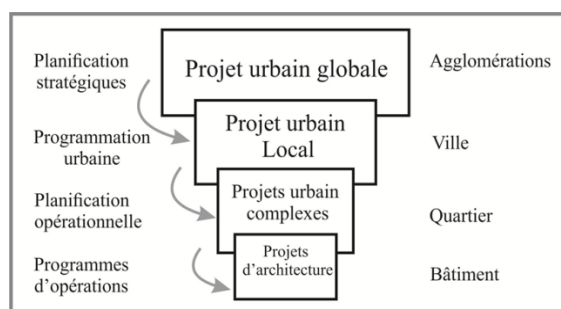 Planification
stratégiques
Projet urbain globale
Agglomérations
Programmation
urbaine
Projet urbain
Local
Ville
Planification
opérationnelle
Projets urbain
complexes
Quartier
Programmes
d'opérations
Projets
d'architecture
Bâtiment